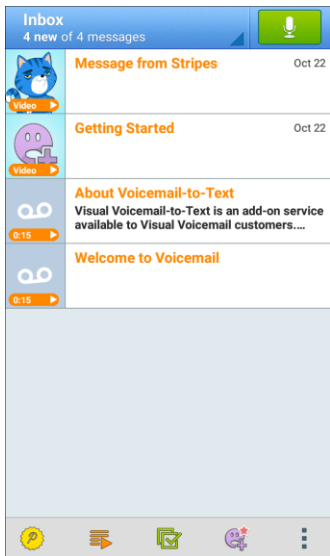 Inbox
4 new of 4 messages
Message from Stripes
Oct 22
Video
Getting Started
Oct 22
Video
About Voicemail-to-Text
Visual Voicemail-to-Text is an add-on service
available to Visual Voicemail customers....
0:15
Welcome to Voicemail
0:15
P